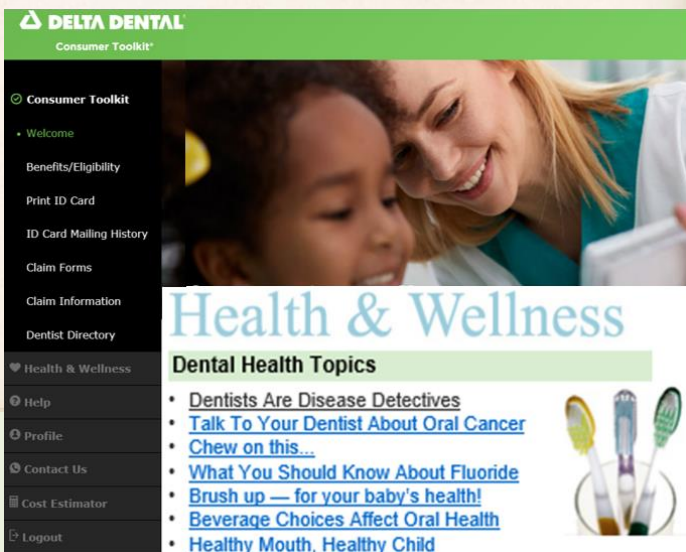 DELTA DENTAL
Consumer Toolkit®
Consumer Toolkit
• Welcome
Benefits/Eligibility
Print ID Card
ID Card Mailing History
Claim Forms
Claim Information
Dentist Directory
Health & Wellness
Help
Profile
Contact Us
Cost Estimator
Logout
Health & Wellness
Dental Health Topics
• Dentists Are Disease Detectives
• Talk To Your Dentist About Oral Cancer
• Chew on this...
• What You Should Know About Fluoride
• Brush up — for your baby's health!
• Beverage Choices Affect Oral Health
• Healthy Mouth, Healthy Child